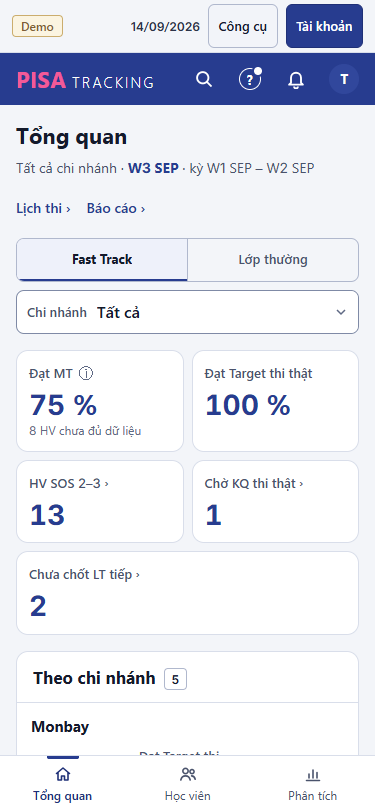 Demo
14/09/2026
Công cụ
Tài khoản
PISA TRACKING
?
T
Tổng quan
Tất cả chi nhánh · W3 SEP · kỳ W1 SEP – W2 SEP
Lịch thi ›
Báo cáo ›
Fast Track
Lớp thường
Chi nhánh Tất cả
Đạt MT ⓘ
75 %
8 HV chưa đủ dữ liệu
Đạt Target thi thật
100 %
HV SOS 2–3 ›
13
Chờ KQ thi thật ›
1
Chưa chốt LT tiếp ›
2
Theo chi nhánh 5
Monbay
Đạt Target thi
Tổng quan
Học viên
Phân tích